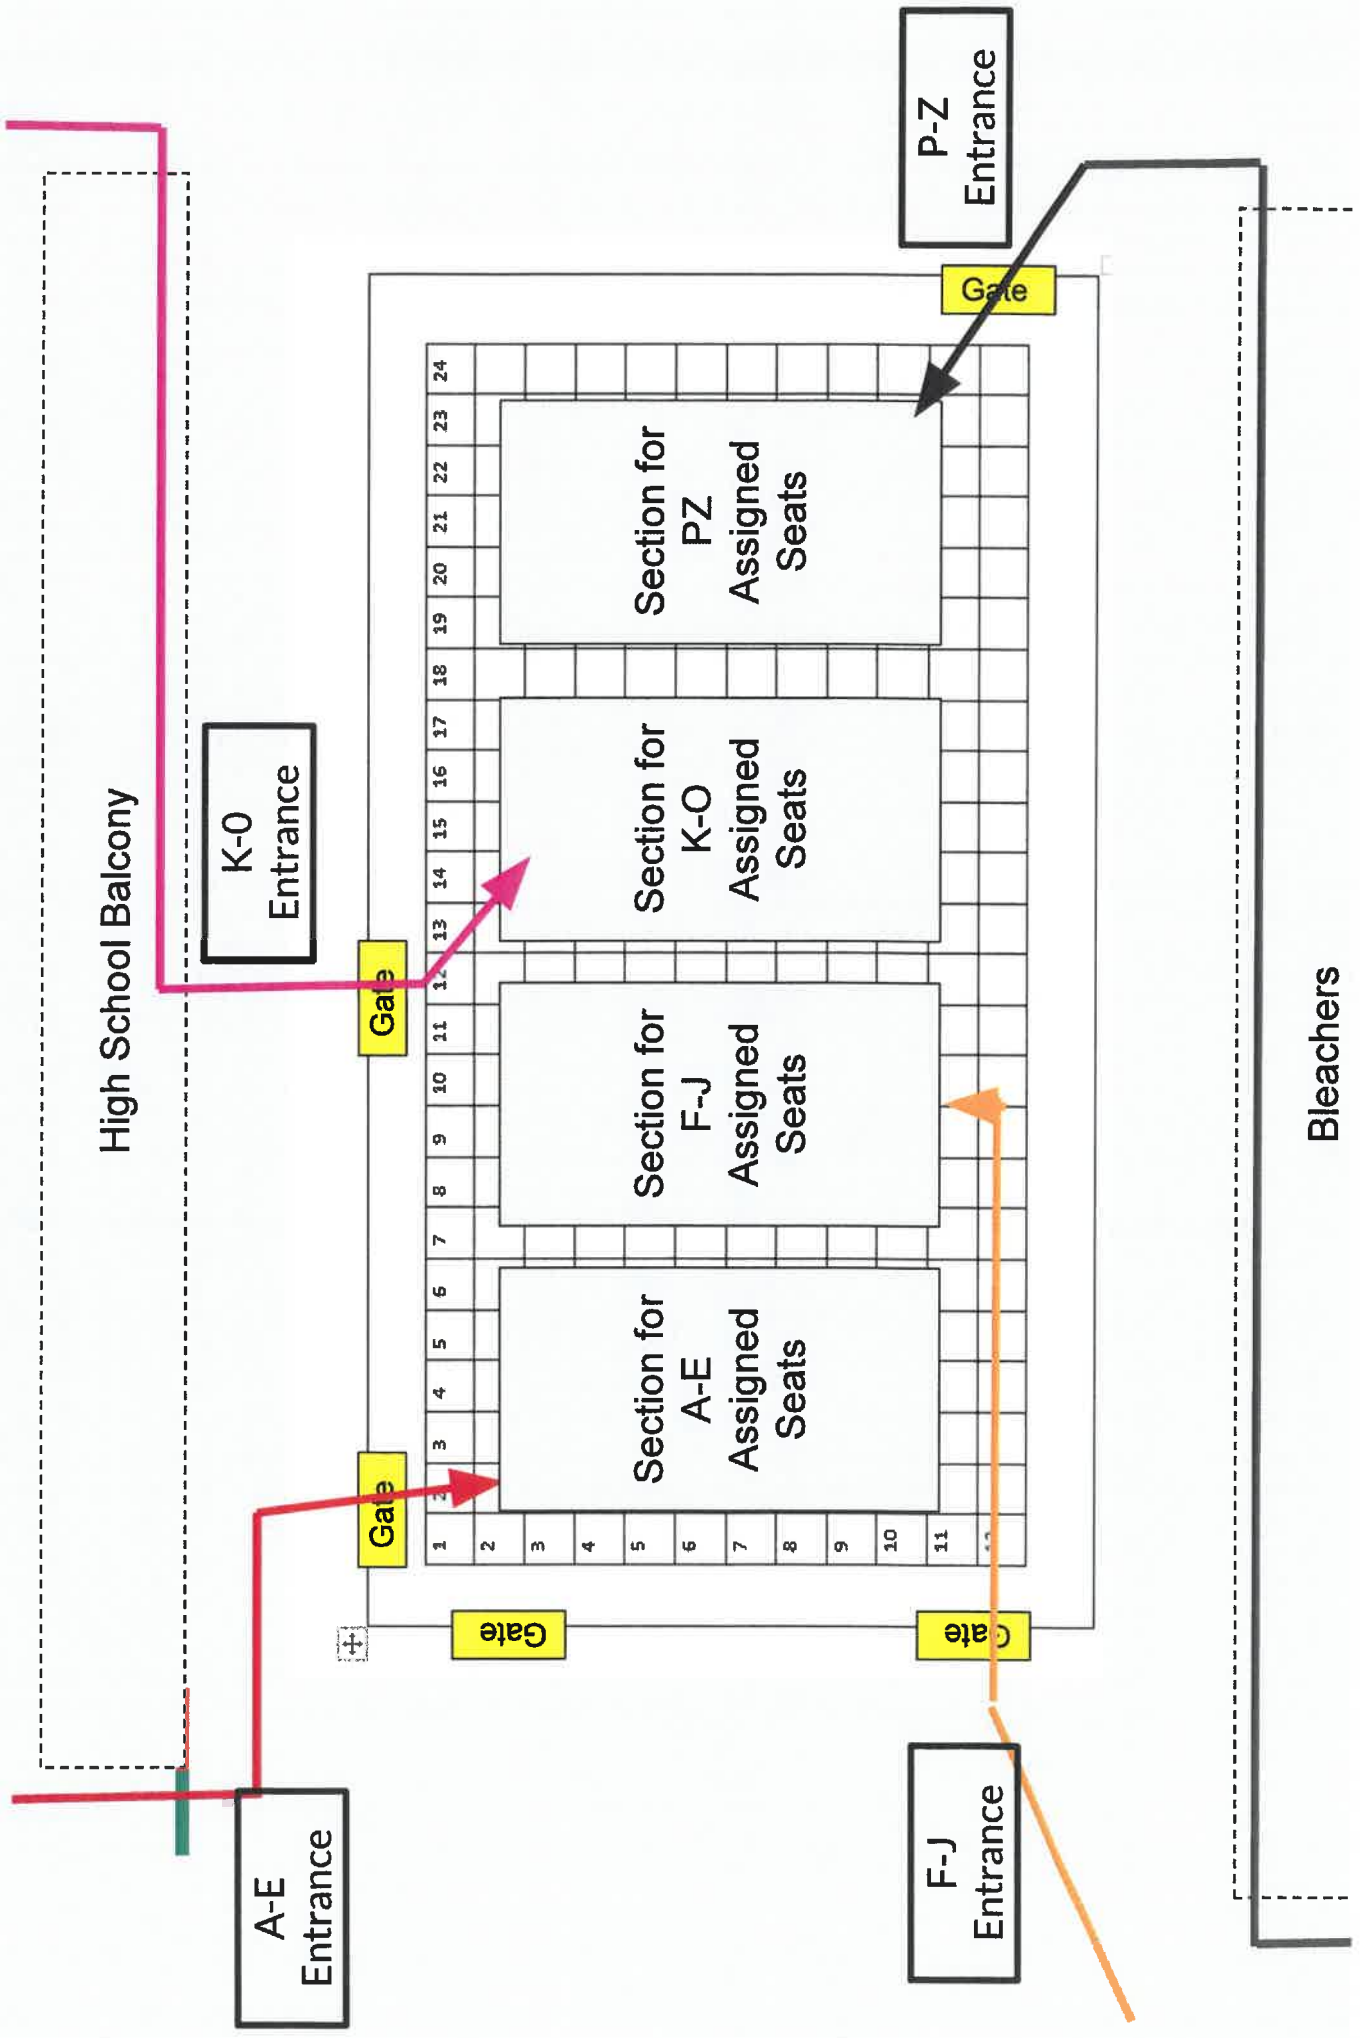 High School Balcony
A-E
Entrance
K-0
Entrance
Gate
Gate
1 2 3 4 5 6 7 8 9 10 11 12 13 14 15 16 17 18 19 20 21 22 23 24
2
3
4
5
6
7
8
9
10
11
12
Gate
Section for
A-E
Assigned
Seats
Section for
F-J
Assigned
Seats
Section for
K-O
Assigned
Seats
Section for
PZ
Assigned
Seats
Gate
Gate
F-J
Entrance
P-Z
Entrance
Bleachers